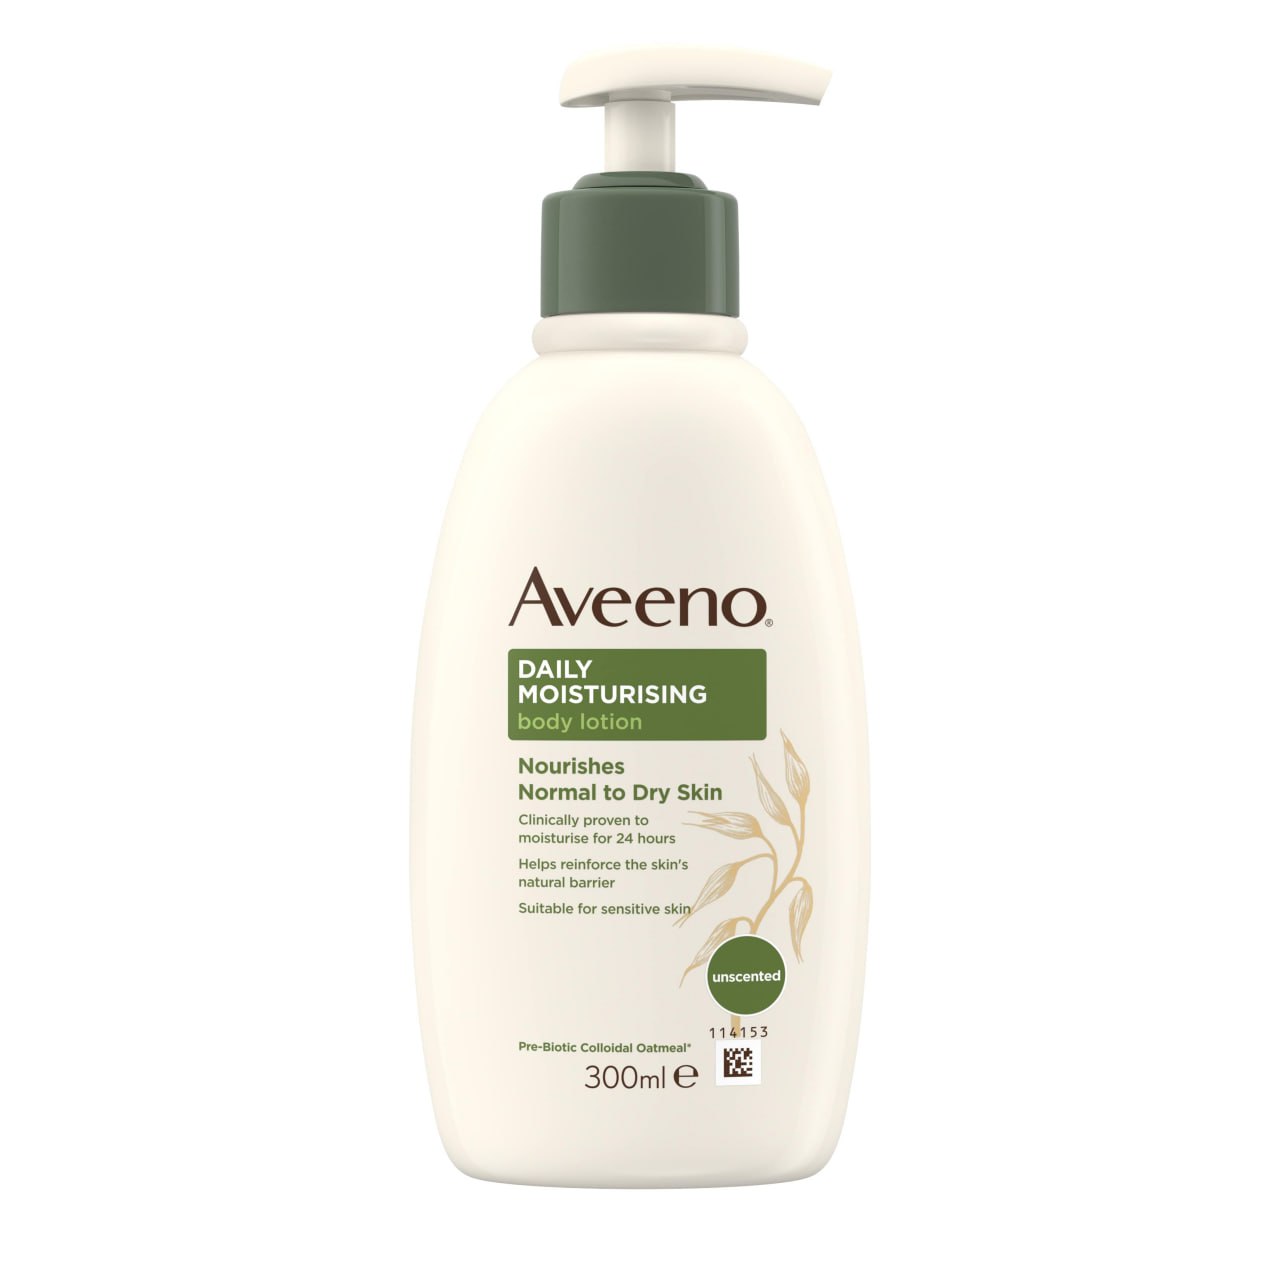 Aveeno®
DAILY
MOISTURISING
body lotion
Nourishes
Normal to Dry Skin
Clinically proven to
moisturise for 24 hours
Helps reinforce the skin's
natural barrier
Suitable for sensitive skin
unscented
114153
Pre-Biotic Colloidal Oatmeal*
300ml ℮